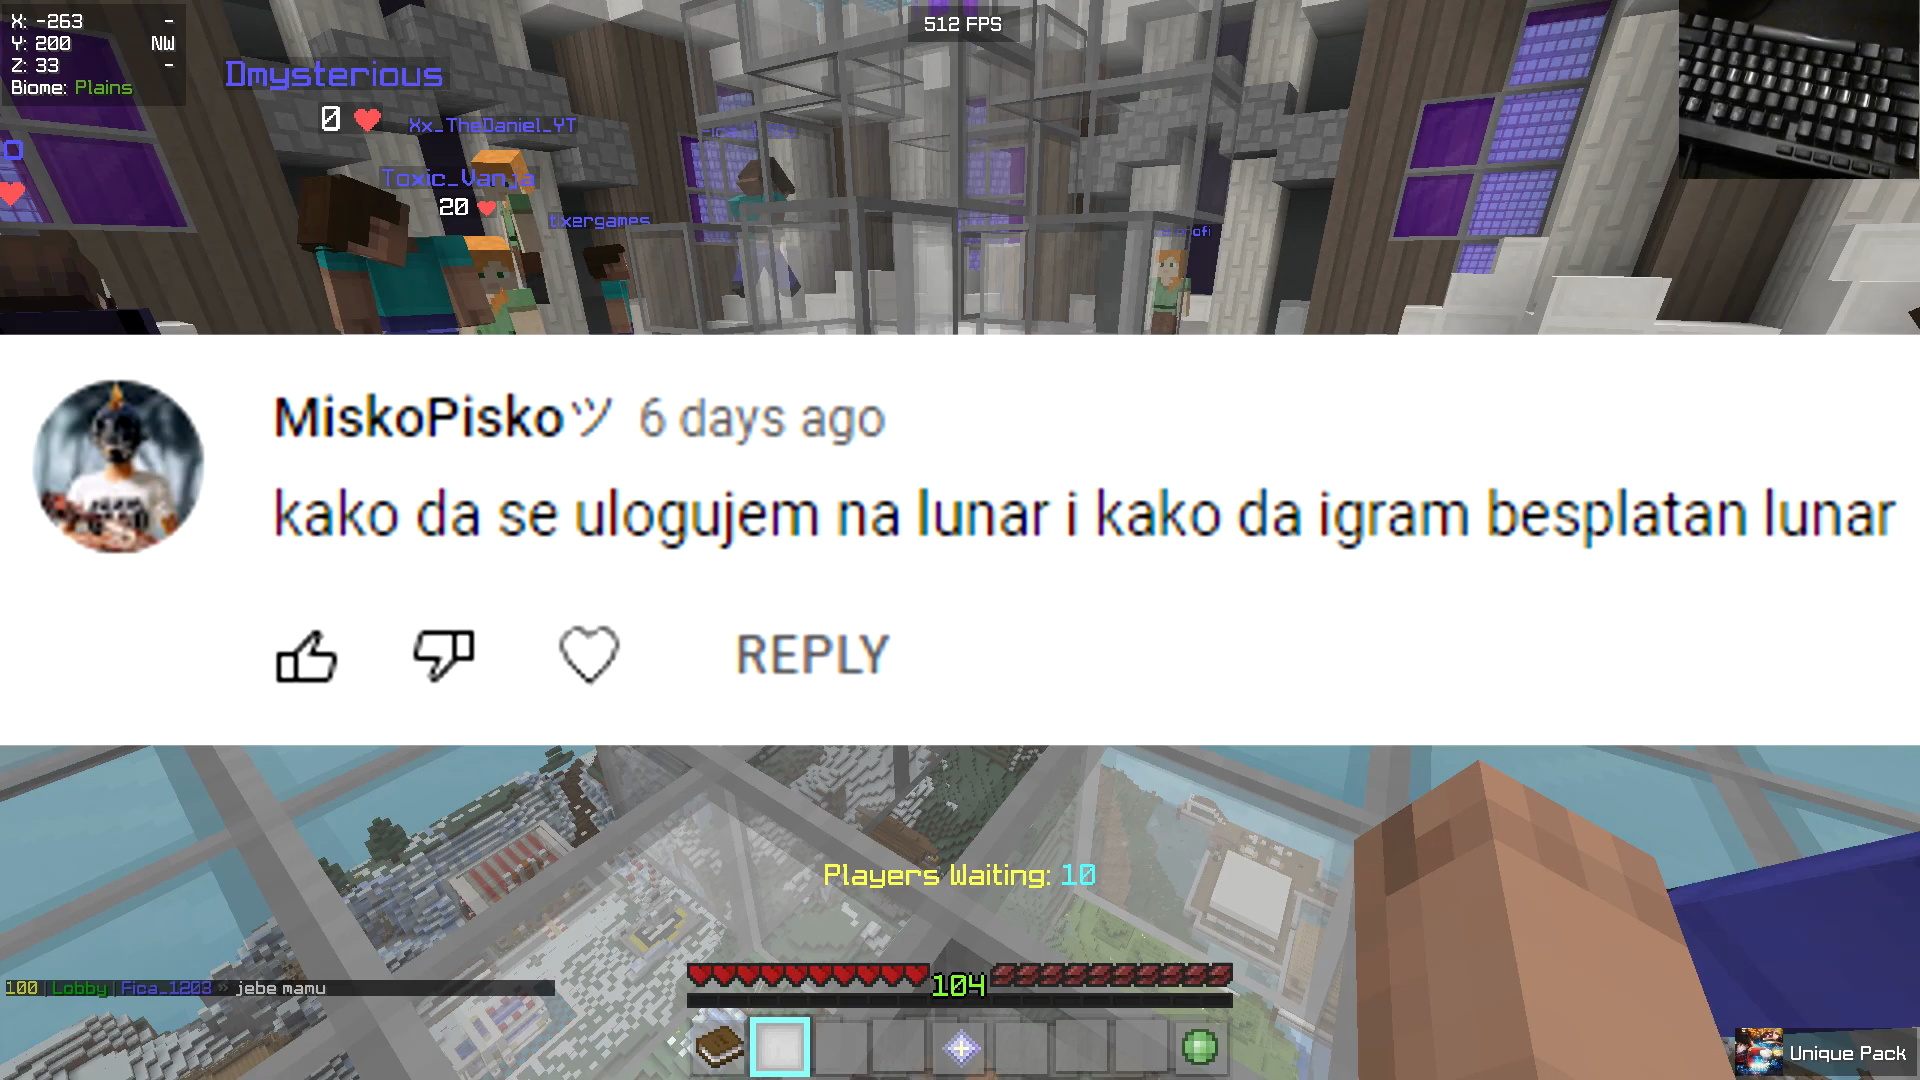 X: -263 -
Y: 200 NW
Z: 33 -
Biome: Plains
512 FPS
Dmysterious
0
Xx_TheDaniel_YT
Toxic_Vanja
20
tixergames
MiskoPiskoツ 6 days ago
kako da se ulogujem na lunar i kako da igram besplatan lunar
REPLY
Players Waiting: 10
100 | Lobby | Fica_1203 » jebe mamu
104
Unique Pack